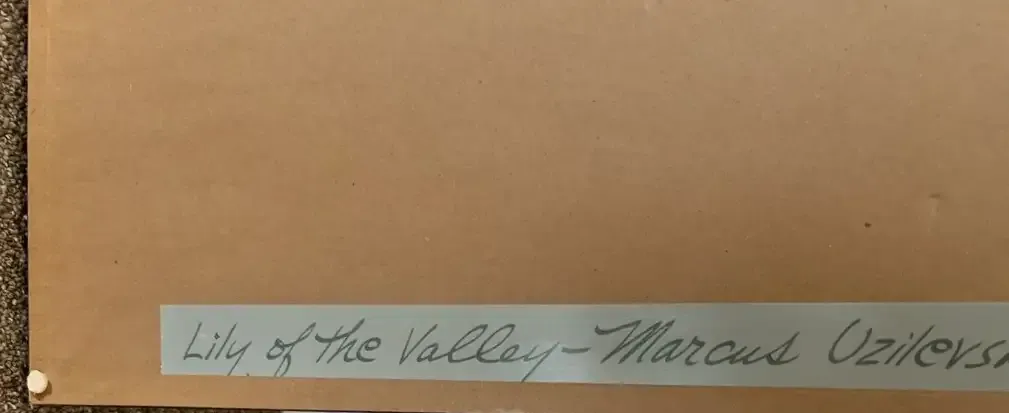 Lily of the Valley - Marcus Uzilevs